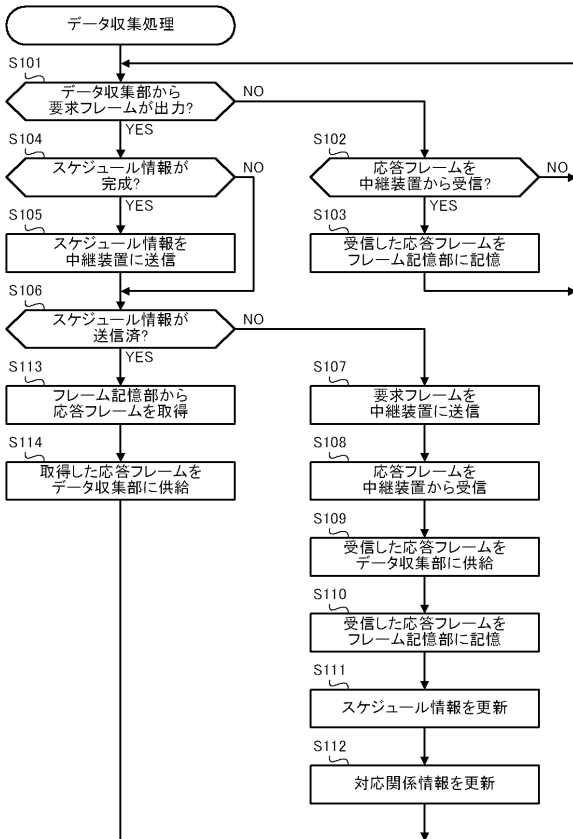 データ収集処理
S101
データ収集部から
要求フレームが出力?
NO
YES
S104
スケジュール情報が
完成?
NO
YES
S102
応答フレームを
中継装置から受信?
NO
YES
S105
スケジュール情報を
中継装置に送信
S103
受信した応答フレームを
フレーム記憶部に記憶
S106
スケジュール情報が
送信済?
NO
YES
S113
フレーム記憶部から
応答フレームを取得
S114
取得した応答フレームを
データ収集部に供給
S107
要求フレームを
中継装置に送信
S108
応答フレームを
中継装置から受信
S109
受信した応答フレームを
データ収集部に供給
S110
受信した応答フレームを
フレーム記憶部に記憶
S111
スケジュール情報を更新
S112
対応関係情報を更新